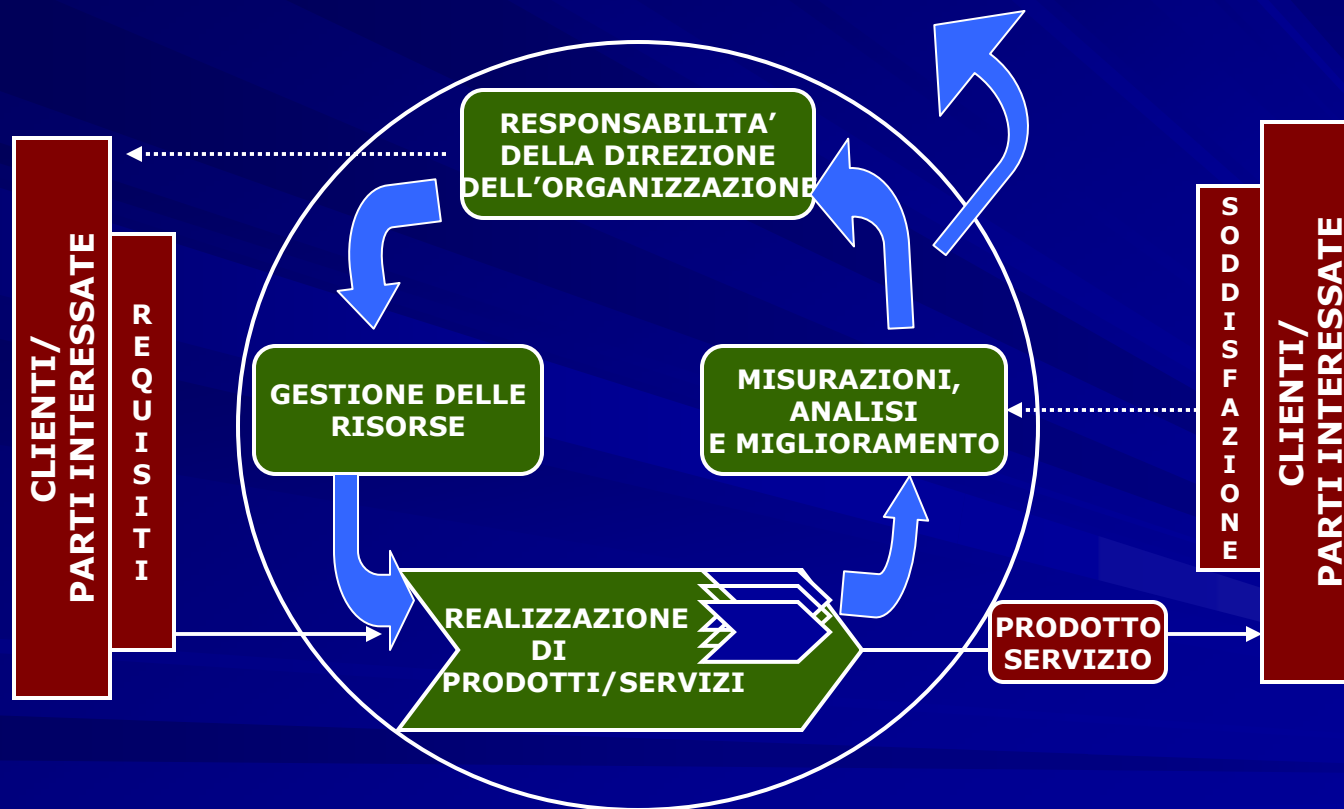 RESPONSABILITA’
DELLA DIREZIONE
DELL’ORGANIZZAZIONE
CLIENTI/
PARTI INTERESSATE
REQUISITI
GESTIONE DELLE
RISORSE
MISURAZIONI,
ANALISI
E MIGLIORAMENTO
SODDISFAZIONE
CLIENTI/
PARTI INTERESSATE
REALIZZAZIONE
DI
PRODOTTI/SERVIZI
PRODOTTO
SERVIZIO